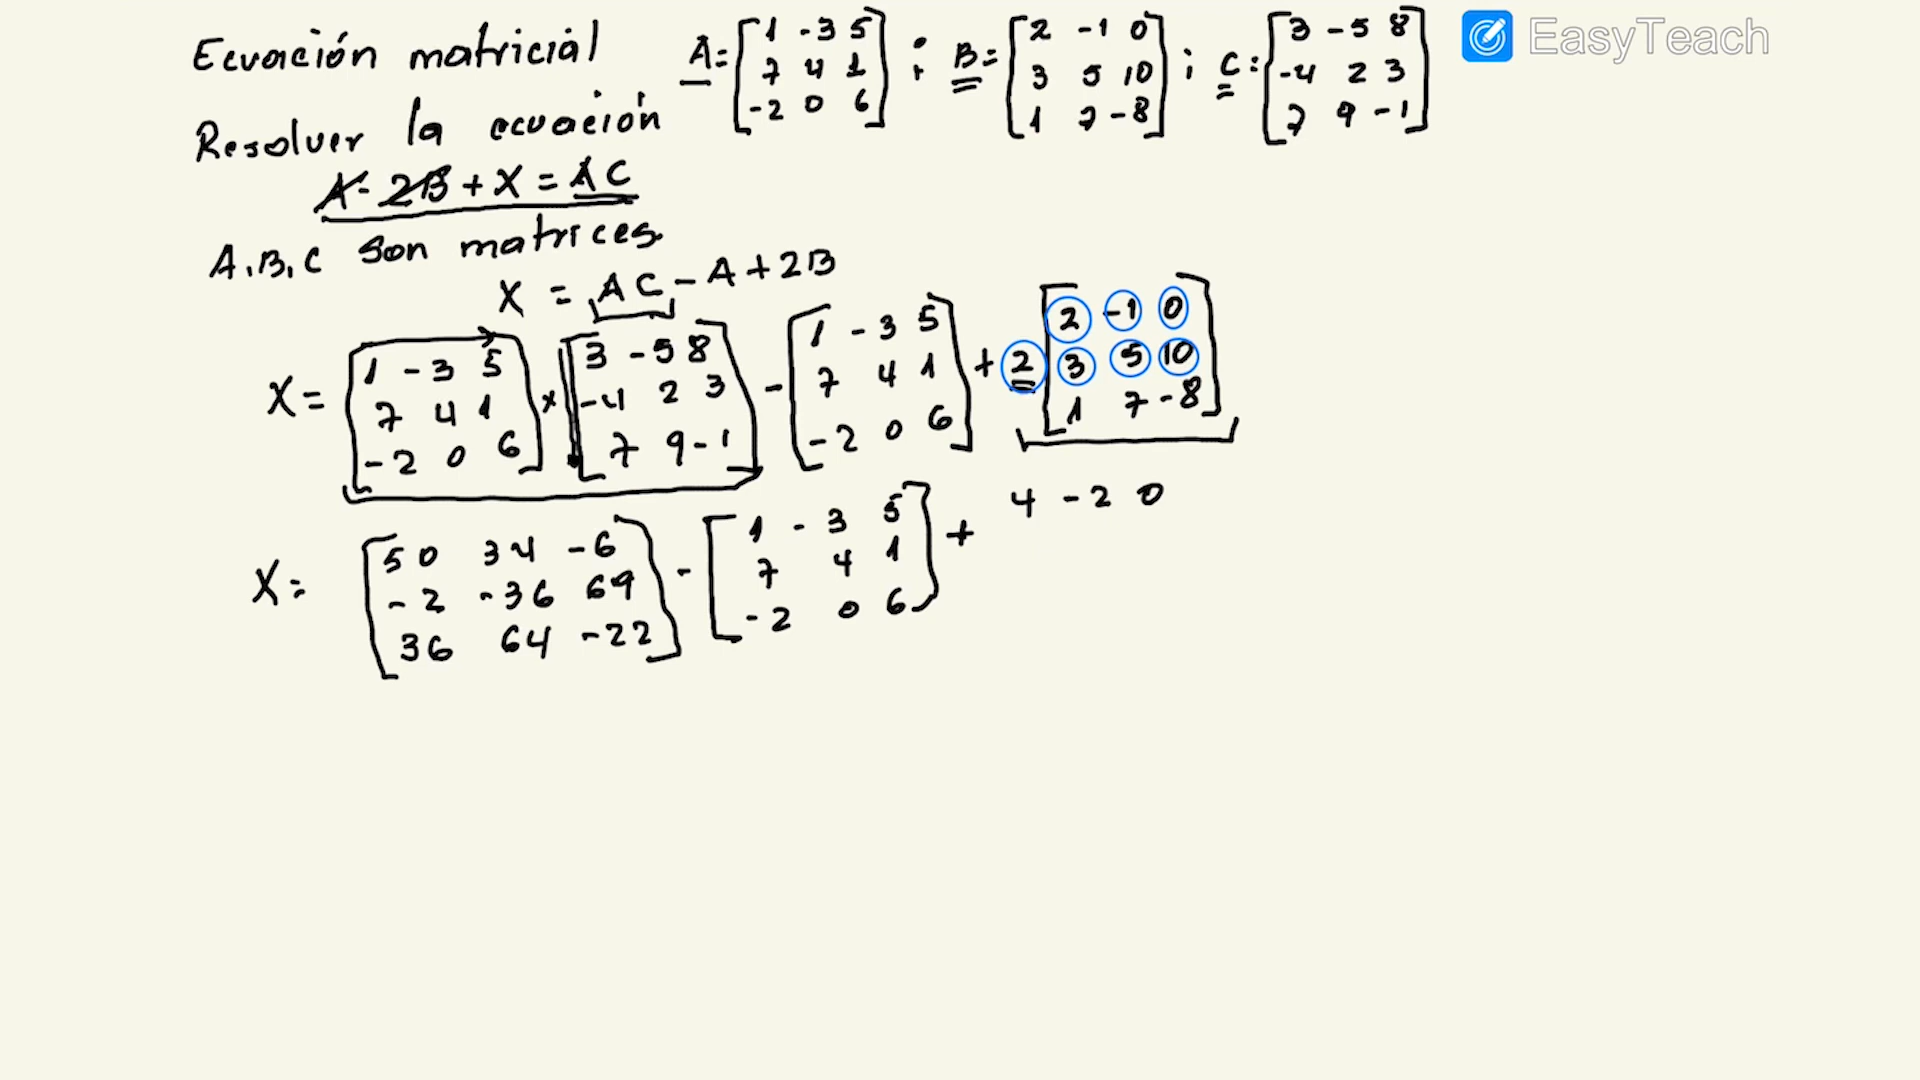 Ecuación matricial A= [1 -3 5 ; B= [2 -1 0 ; C= [3 -5 8 EasyTeach
7 4 1 3 5 10 -4 2 3
-2 0 6] 1 7 -8] 7 9 -1]
Resolver la ecuación
A - 2B + X = AC
A, B, C son matrices.
X = AC - A + 2B
X = [1 -3 5 × [3 -5 8 - [1 -3 5 + 2 [2 -1 0
7 4 1 -4 2 3 7 4 1 3 5 10
-2 0 6] 7 9 -1] -2 0 6] 1 7 -8]
X = [50 34 -6 - [1 -3 5 + 4 -2 0
-2 -36 69 7 4 1
36 64 -22] -2 0 6]